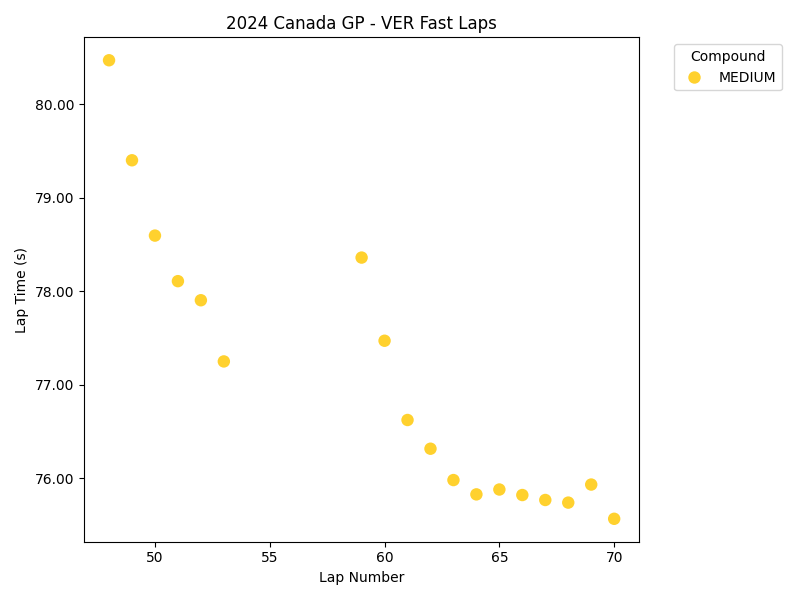 2024 Canada GP - VER Fast Laps
Compound
MEDIUM
80.00
79.00
78.00
77.00
76.00
Lap Time (s)
50
55
60
65
70
Lap Number